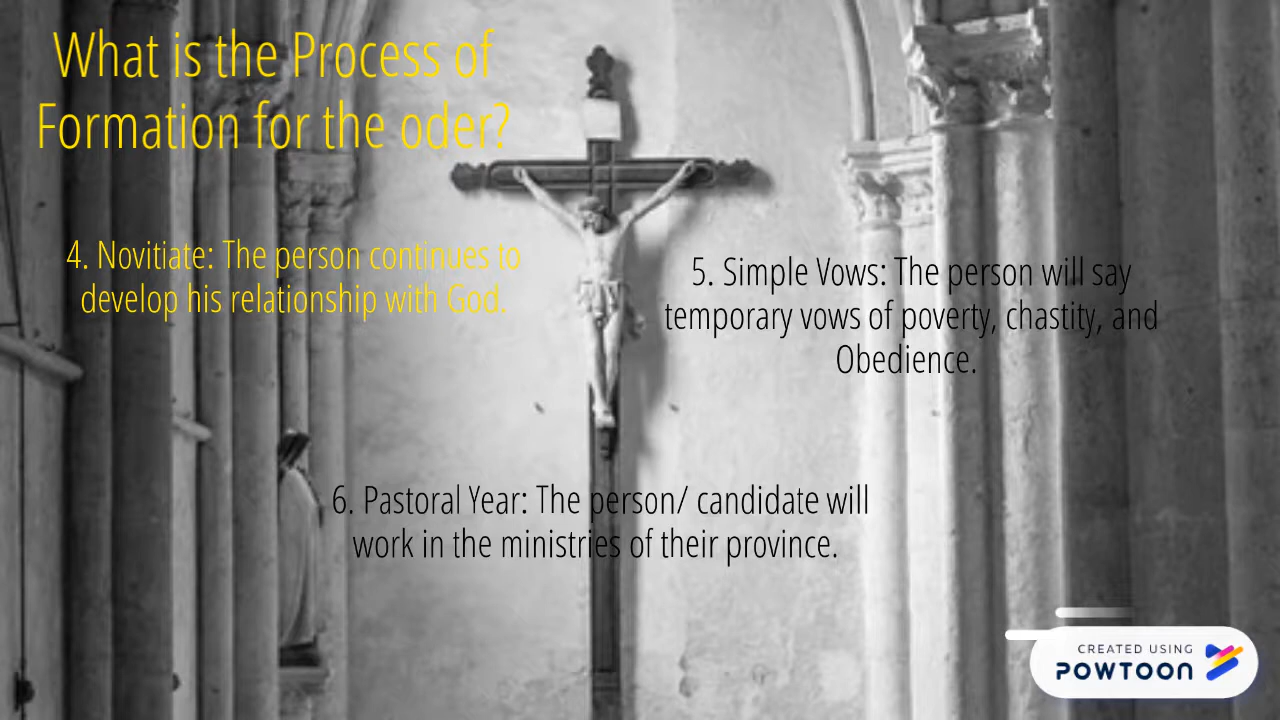 What is the Process of
Formation for the oder?
4. Novitiate: The person continues to
develop his relationship with God.
5. Simple Vows: The person will say
temporary vows of poverty, chastity, and
Obedience.
6. Pastoral Year: The person/ candidate will
work in the ministries of their province.
CREATED USING
POWTOON